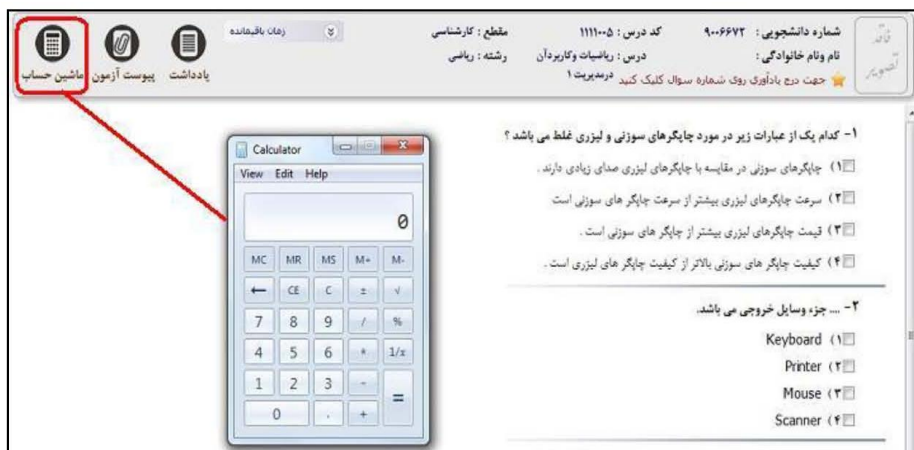 شماره دانشجویی : ۹۰۰۶۶۷۲
کد درس : ۱۱۱۱۰۰۵
مقطع : کارشناسی
زمان باقیمانده
نام ونام خانوادگی :
درس : ریاضیات وکاربردآن درمدیریت ۱
رشته : ریاضی
جهت درج یادآوری روی شماره سوال کلیک کنید
فاقد
تصویر
یادداشت
پیوست آزمون
ماشین حساب
۱- کدام یک از عبارات زیر در مورد چاپگرهای سوزنی و لیزری غلط می باشد ؟
۱) چاپگرهای سوزنی در مقایسه با چاپگرهای لیزری صدای زیادی دارند .
۲) سرعت چاپگرهای لیزری بیشتر از سرعت چاپگر های سوزنی است
۳) قیمت چاپگرهای لیزری بیشتر از چاپگر های سوزنی است .
۴) کیفیت چاپگر های سوزنی بالاتر از کیفیت چاپگر های لیزری است .
۲- .... جزء وسایل خروجی می باشد.
Keyboard (۱
Printer (۲
Mouse (۳
Scanner (۴
Calculator
View Edit Help
0
MC MR MS M+ M-
← CE C ± √
7 8 9 / %
4 5 6 * 1/x
1 2 3 - =
0 . +